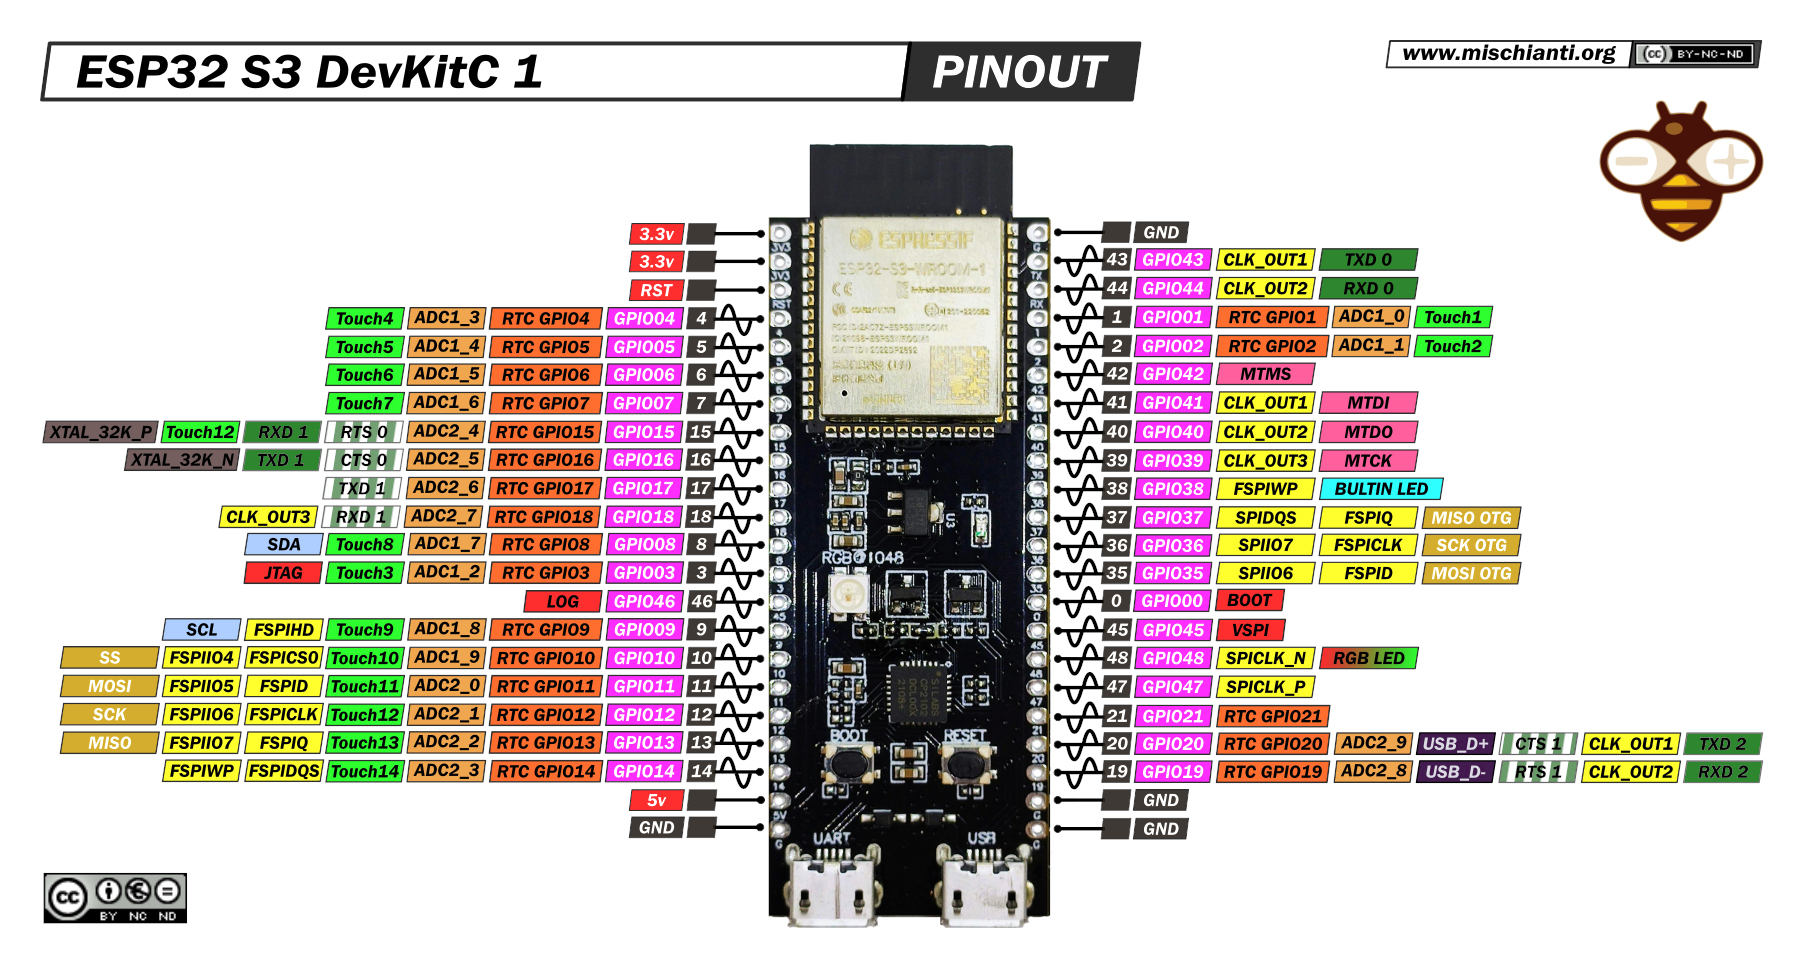 ESP32 S3 DevKitC 1 PINOUT
www.mischianti.org
CC BY-NC-ND
3.3v GND
3.3v 43 GPIO43 CLK_OUT1 TXD 0
RST 44 GPIO44 CLK_OUT2 RXD 0
Touch4 ADC1_3 RTC GPIO4 GPIO04 4 1 GPIO01 RTC GPIO1 ADC1_0 Touch1
Touch5 ADC1_4 RTC GPIO5 GPIO05 5 2 GPIO02 RTC GPIO2 ADC1_1 Touch2
Touch6 ADC1_5 RTC GPIO6 GPIO06 6 42 GPIO42 MTMS
Touch7 ADC1_6 RTC GPIO7 GPIO07 7 41 GPIO41 CLK_OUT1 MTDI
XTAL_32K_P Touch12 RXD 1 RTS 0 ADC2_4 RTC GPIO15 GPIO15 15 40 GPIO40 CLK_OUT2 MTDO
XTAL_32K_N TXD 1 CTS 0 ADC2_5 RTC GPIO16 GPIO16 16 39 GPIO39 CLK_OUT3 MTCK
TXD 1 ADC2_6 RTC GPIO17 GPIO17 17 38 GPIO38 FSPIWP BULTIN LED
CLK_OUT3 RXD 1 ADC2_7 RTC GPIO18 GPIO18 18 37 GPIO37 SPIDQS FSPIQ MISO OTG
SDA Touch8 ADC1_7 RTC GPIO8 GPIO08 8 36 GPIO36 SPIIO7 FSPICLK SCK OTG
JTAG Touch3 ADC1_2 RTC GPIO3 GPIO03 3 35 GPIO35 SPIIO6 FSPID MOSI OTG
LOG GPIO46 46 0 GPIO00 BOOT
SCL FSPIHD Touch9 ADC1_8 RTC GPIO9 GPIO09 9 45 GPIO45 VSPI
SS FSPIIO4 FSPICS0 Touch10 ADC1_9 RTC GPIO10 GPIO10 10 48 GPIO48 SPICLK_N RGB LED
MOSI FSPIIO5 FSPID Touch11 ADC2_0 RTC GPIO11 GPIO11 11 47 GPIO47 SPICLK_P
SCK FSPIIO6 FSPICLK Touch12 ADC2_1 RTC GPIO12 GPIO12 12 21 GPIO21 RTC GPIO21
MISO FSPIIO7 FSPIQ Touch13 ADC2_2 RTC GPIO13 GPIO13 13 20 GPIO20 RTC GPIO20 ADC2_9 USB_D+ CTS 1 CLK_OUT1 TXD 2
FSPIWP FSPIDQS Touch14 ADC2_3 RTC GPIO14 GPIO14 14 19 GPIO19 RTC GPIO19 ADC2_8 USB_D- RTS 1 CLK_OUT2 RXD 2
5v GND
GND GND
ESPRESSIF
ESP32-S3-WROOM-1
U3
RGB@IO48
SILABS
CP2102
BOOT RESET
UART USB
CC BY NC ND